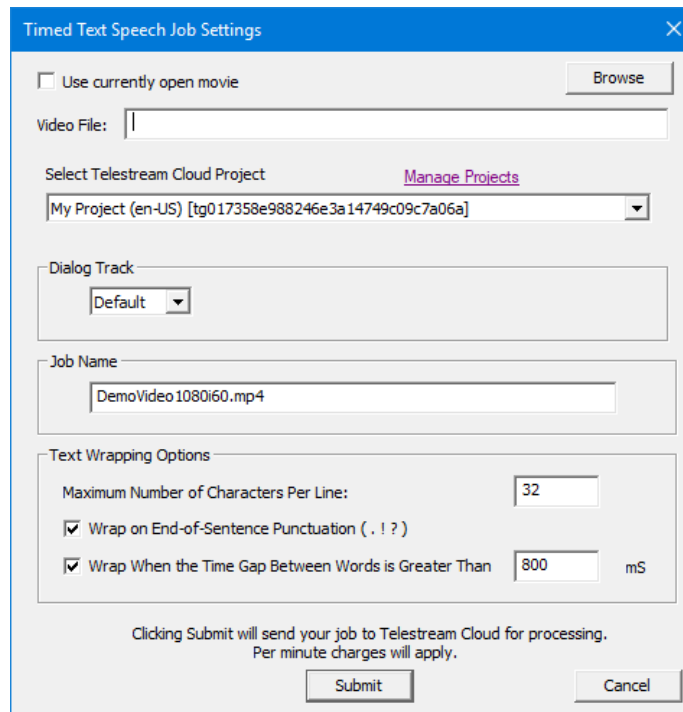 Timed Text Speech Job Settings
Use currently open movie
Browse
Video File:
Select Telestream Cloud Project
Manage Projects
My Project (en-US) [tg017358e988246e3a14749c09c7a06a]
Dialog Track
Default
Job Name
DemoVideo1080i60.mp4
Text Wrapping Options
Maximum Number of Characters Per Line:
32
Wrap on End-of-Sentence Punctuation ( . ! ? )
Wrap When the Time Gap Between Words is Greater Than
800
mS
Clicking Submit will send your job to Telestream Cloud for processing.
Per minute charges will apply.
Submit
Cancel